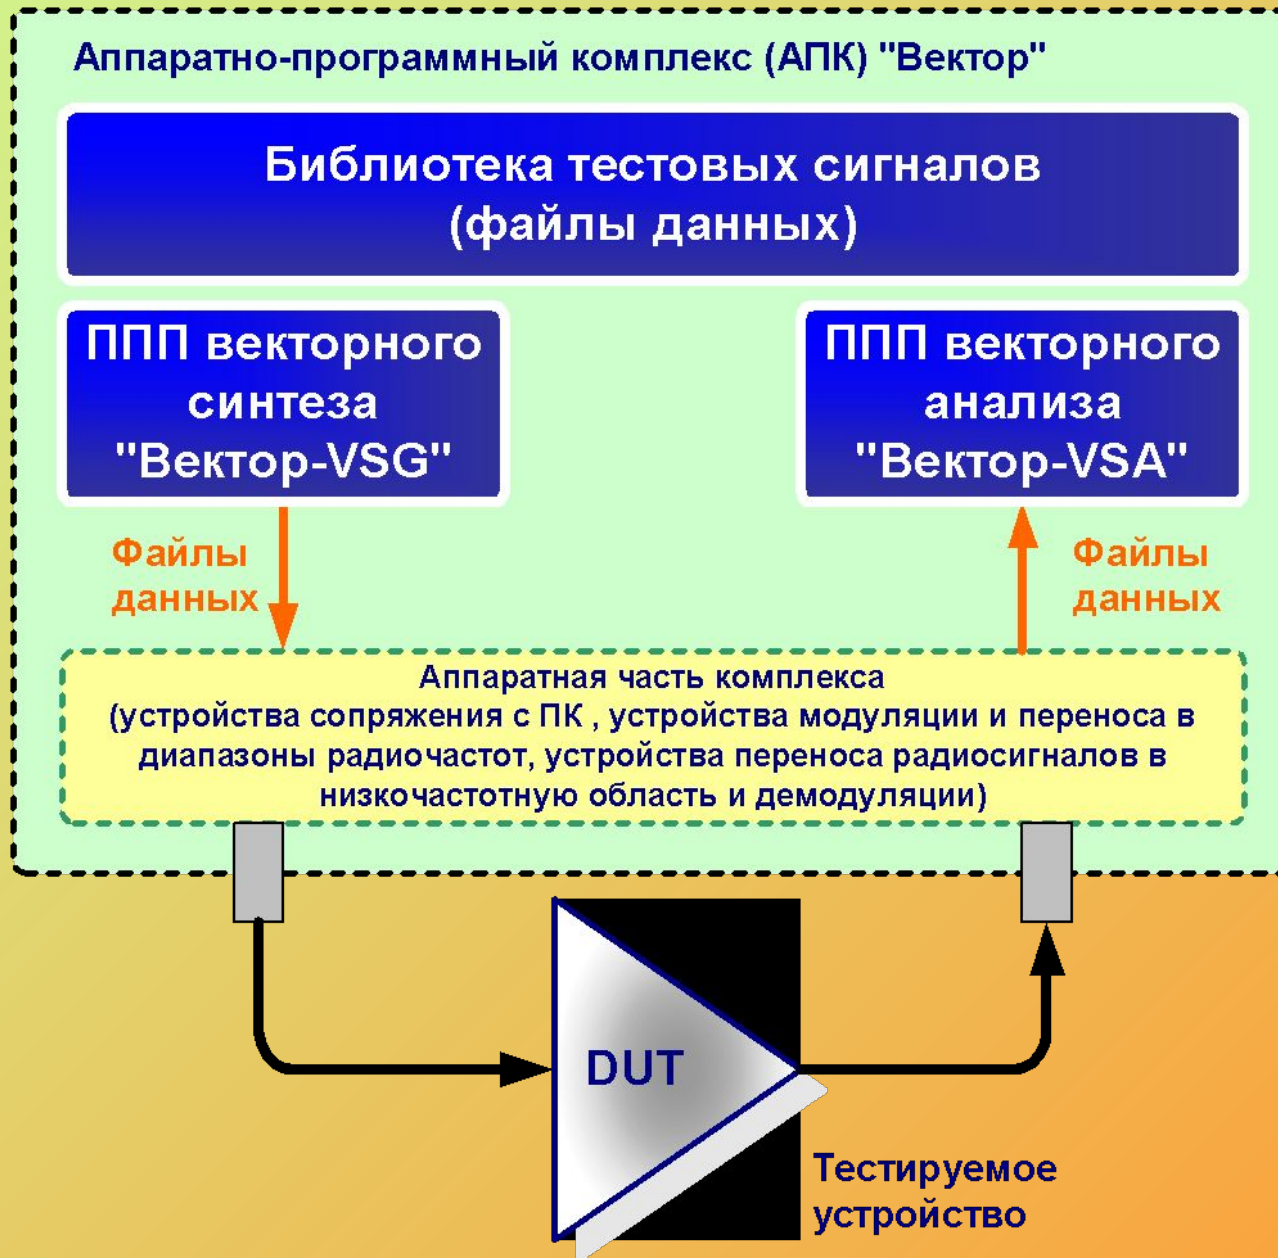 Аппаратно-программный комплекс (АПК) "Вектор"
Библиотека тестовых сигналов
(файлы данных)
ППП векторного
синтеза
"Вектор-VSG"
ППП векторного
анализа
"Вектор-VSA"
Файлы
данных
Файлы
данных
Аппаратная часть комплекса
(устройства сопряжения с ПК , устройства модуляции и переноса в
диапазоны радиочастот, устройства переноса радиосигналов в
низкочастотную область и демодуляции)
DUT
Тестируемое
устройство